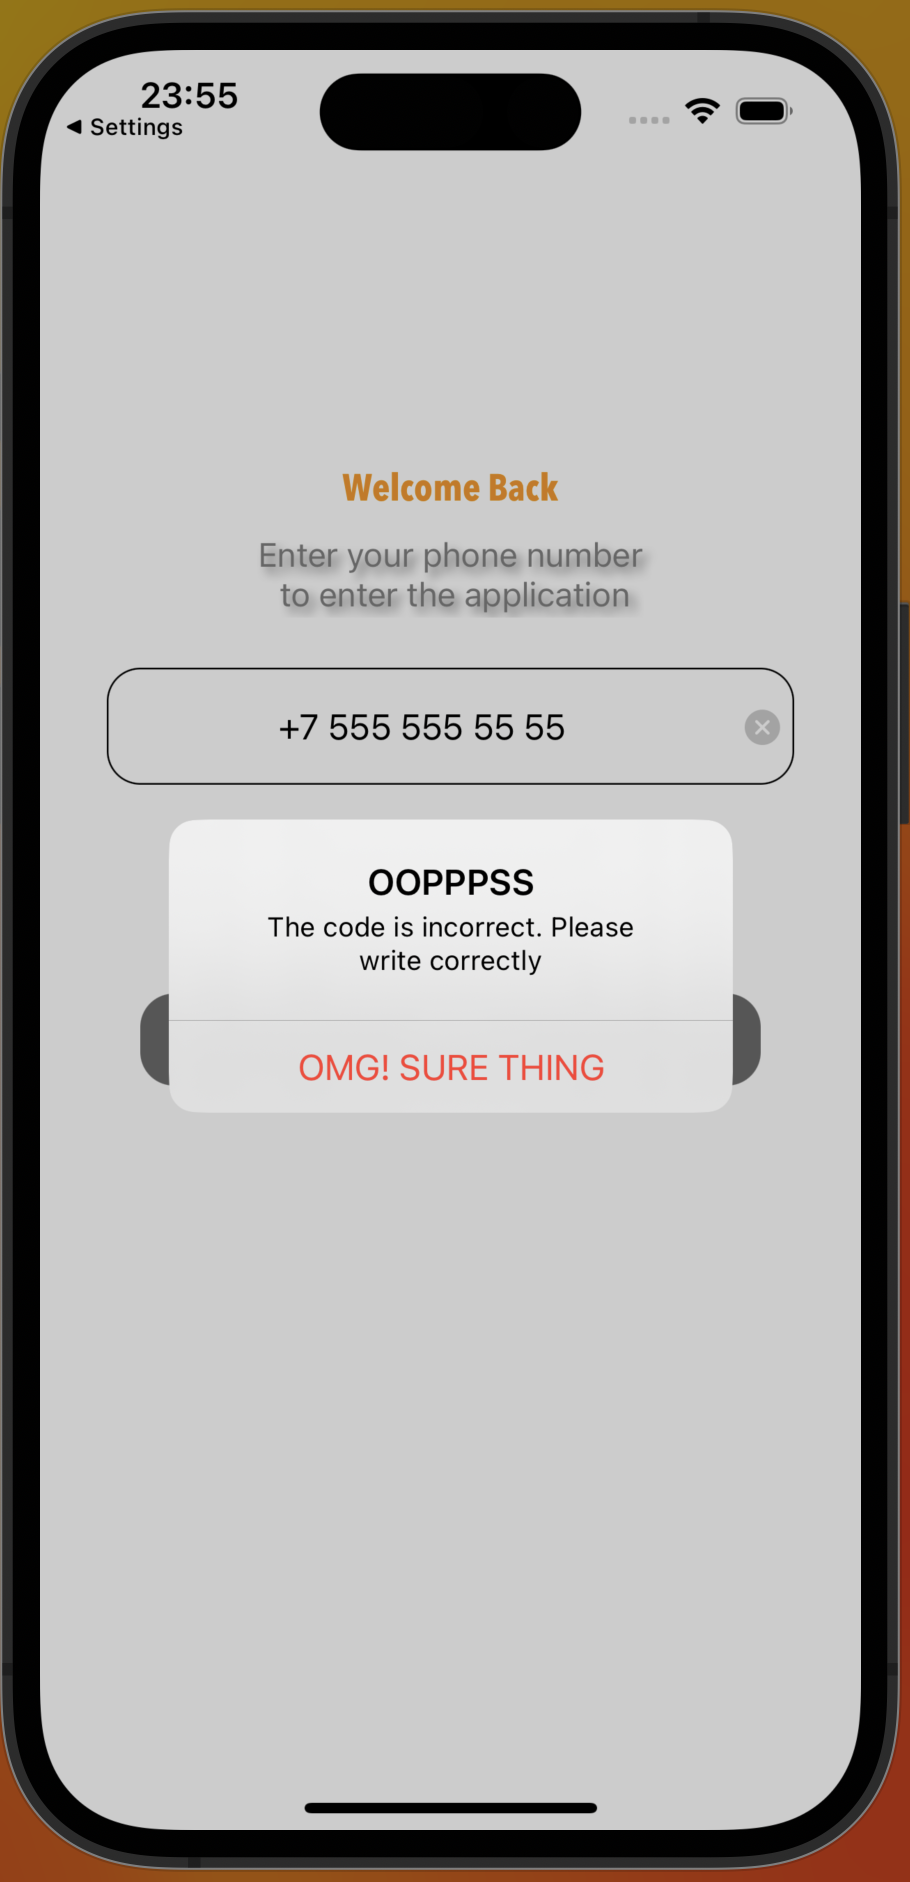 23:55
◀ Settings
Welcome Back
Enter your phone number
to enter the application
+7 555 555 55 55
OOPPPSS
The code is incorrect. Please
write correctly
OMG! SURE THING